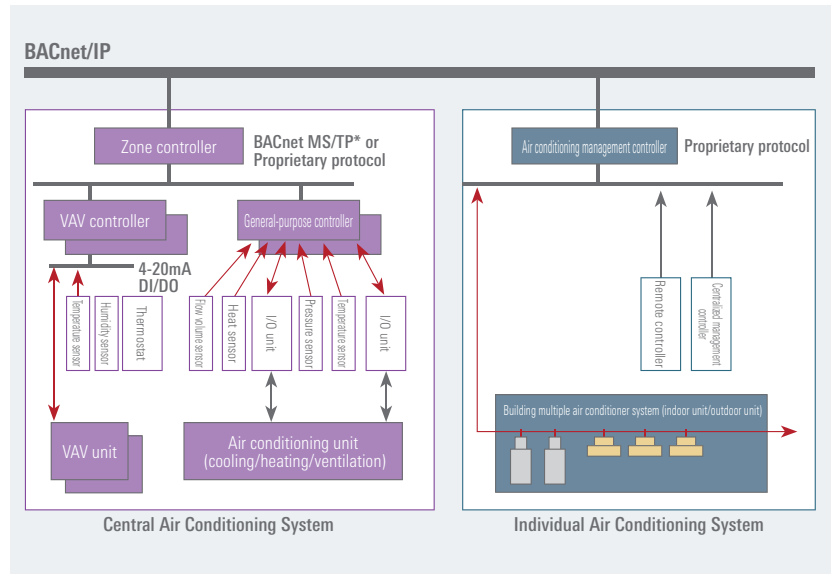 BACnet/IP
Zone controller
BACnet MS/TP* or
Proprietary protocol
VAV controller
General-purpose controller
4-20mA
DI/DO
Temperature sensor
Humidity sensor
Thermostat
Flow volume sensor
Heat sensor
I/O unit
Pressure sensor
Temperature sensor
I/O unit
VAV unit
Air conditioning unit
(cooling/heating/ventilation)
Central Air Conditioning System
Air conditioning management controller
Proprietary protocol
Remote controller
Centralized management
controller
Building multiple air conditioner system (indoor unit/outdoor unit)
Individual Air Conditioning System